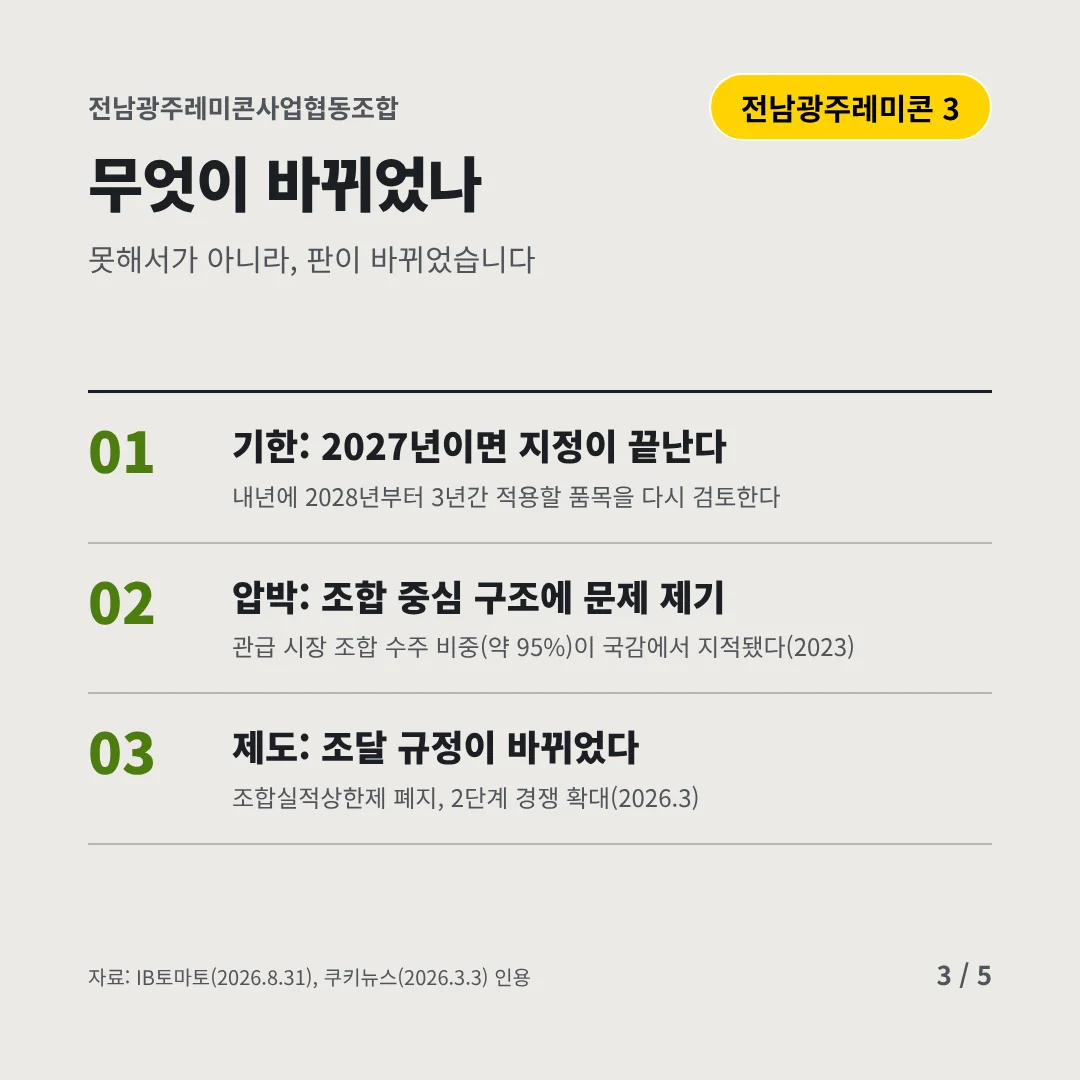 전남광주레미콘사업협동조합
전남광주레미콘 3
무엇이 바뀌었나
못해서가 아니라, 판이 바뀌었습니다
01
기한: 2027년이면 지정이 끝난다
내년에 2028년부터 3년간 적용할 품목을 다시 검토한다
02
압박: 조합 중심 구조에 문제 제기
관급 시장 조합 수주 비중(약 95%)이 국감에서 지적됐다(2023)
03
제도: 조달 규정이 바뀌었다
조합실적상한제 폐지, 2단계 경쟁 확대(2026.3)
자료: IB토마토(2026.8.31), 쿠키뉴스(2026.3.3) 인용
3 / 5